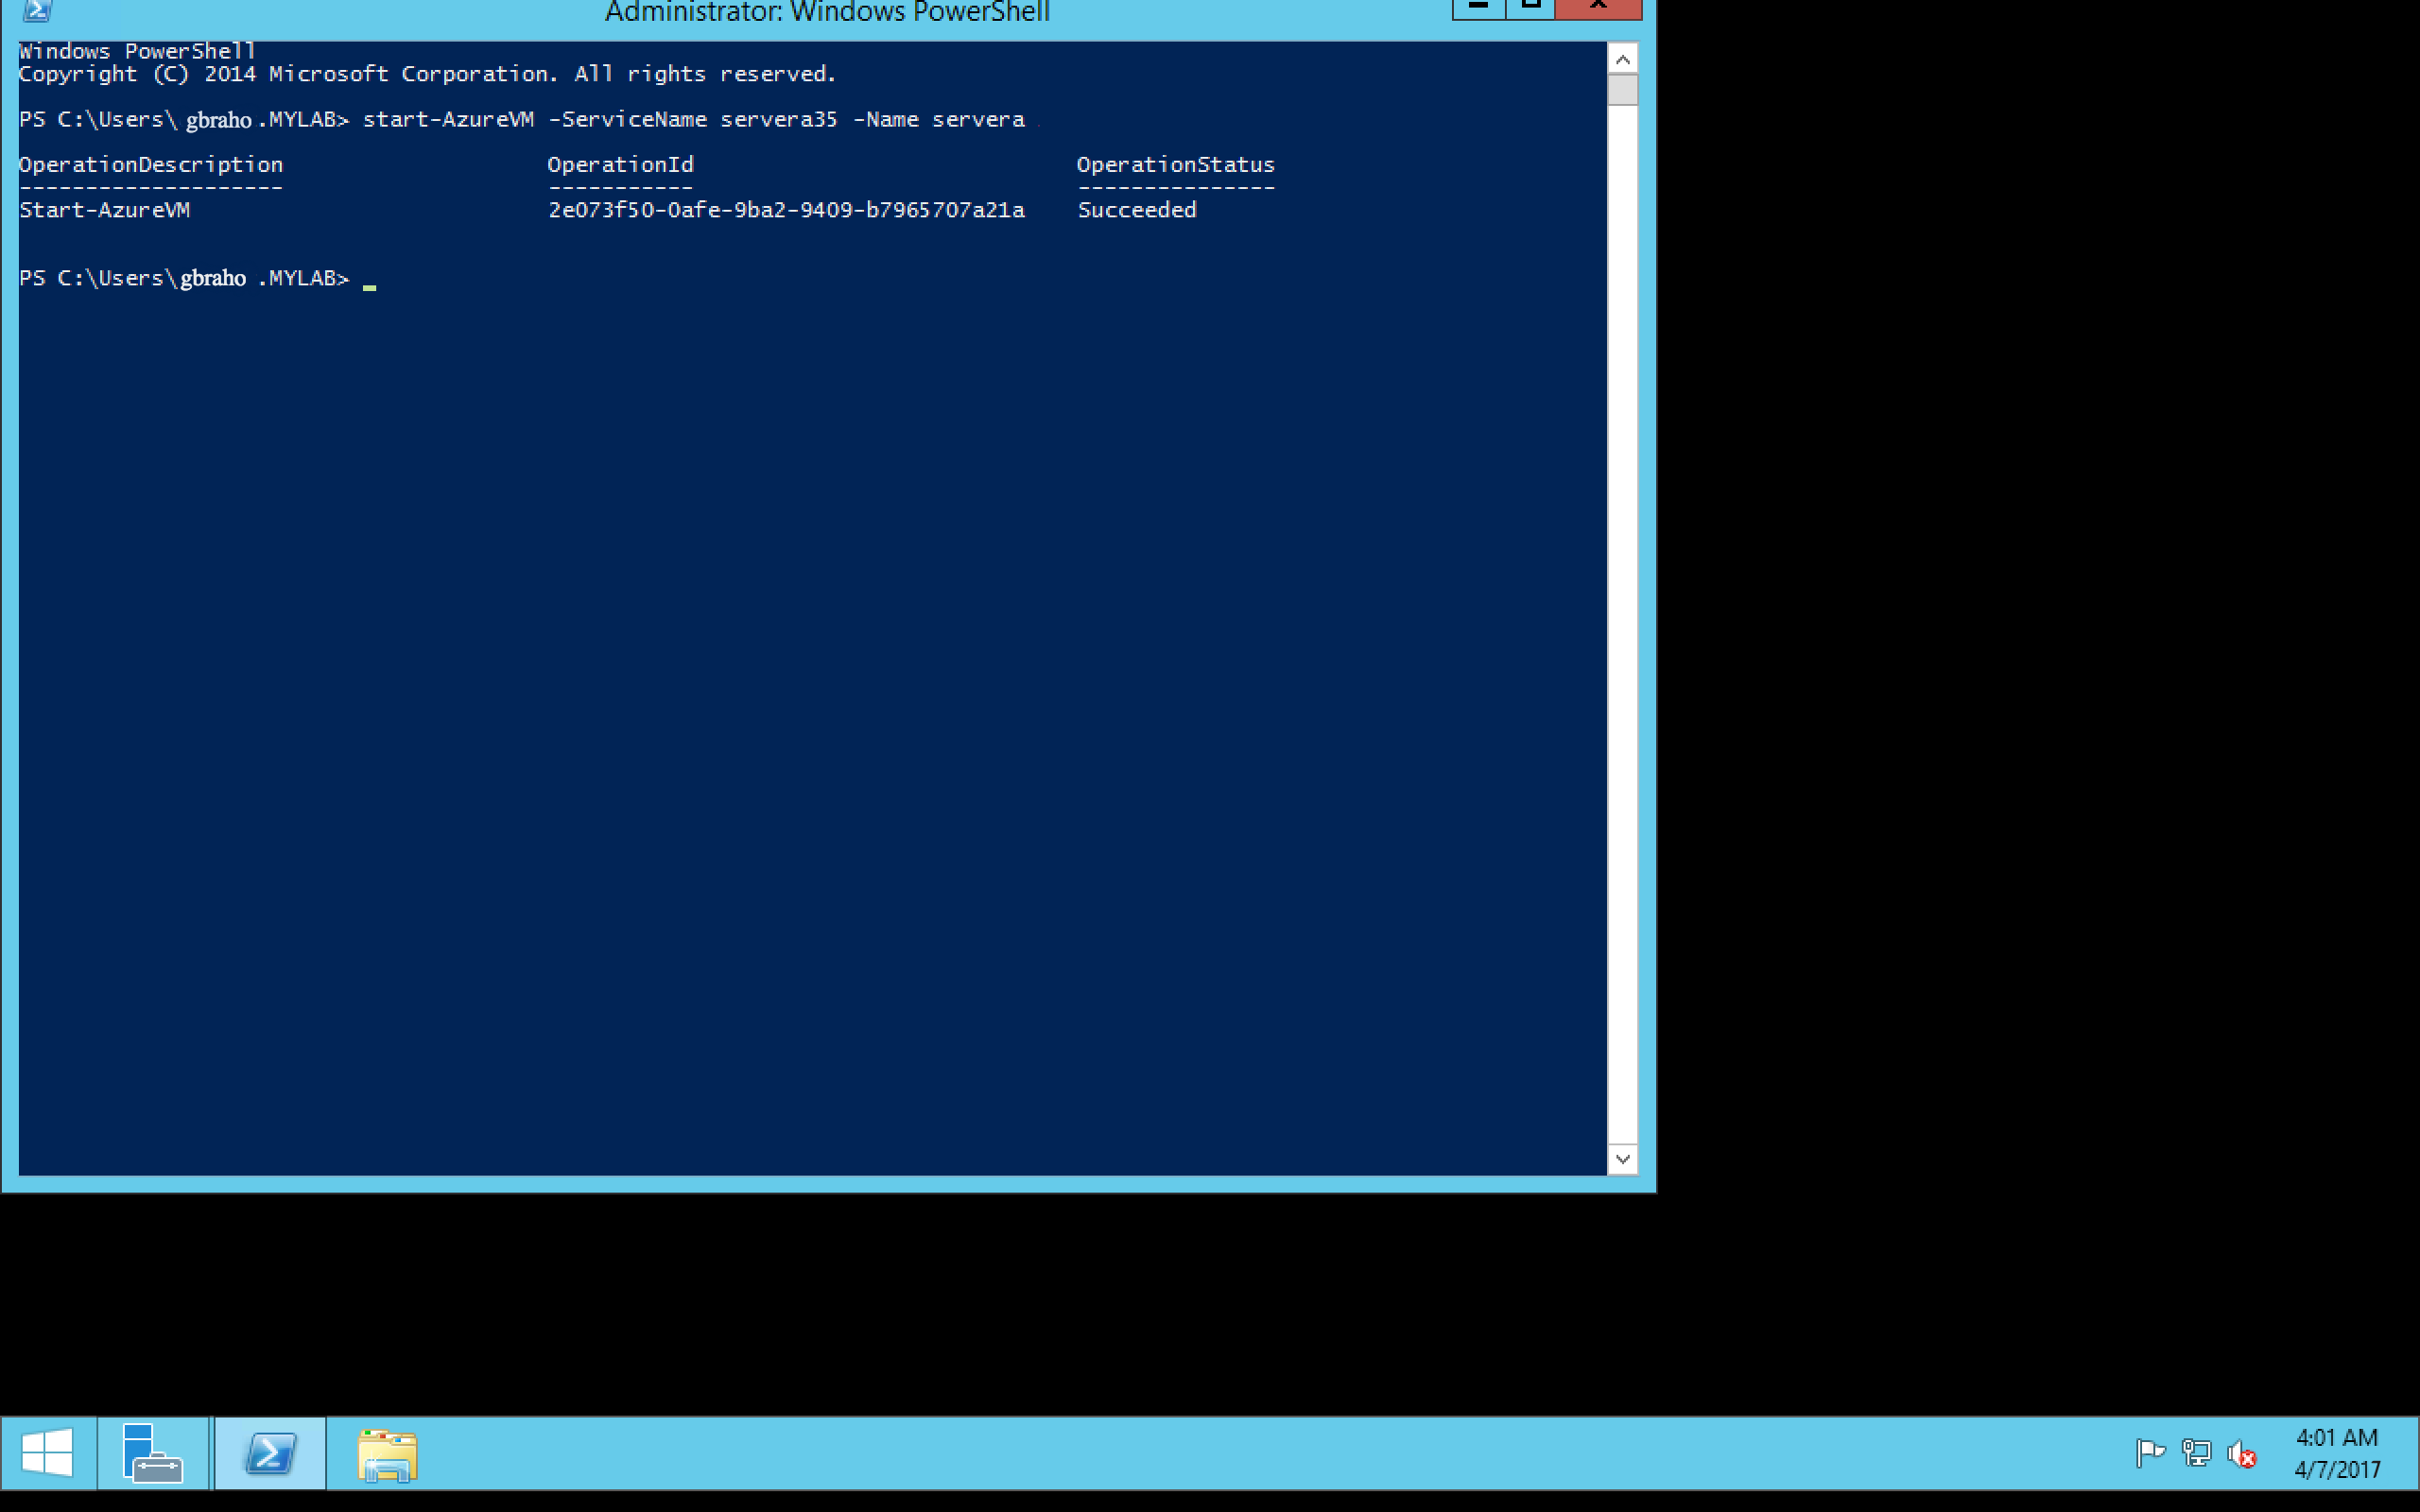 Administrator: Windows PowerShell
Windows PowerShell
Copyright (C) 2014 Microsoft Corporation. All rights reserved.
PS C:\Users\ gbraho .MYLAB> start-AzureVM -ServiceName servera35 -Name servera
OperationDescription OperationId OperationStatus
-------------------- ----------- ---------------
Start-AzureVM 2e073f50-0afe-9ba2-9409-b7965707a21a Succeeded
PS C:\Users\gbraho .MYLAB> _
4:01 AM
4/7/2017